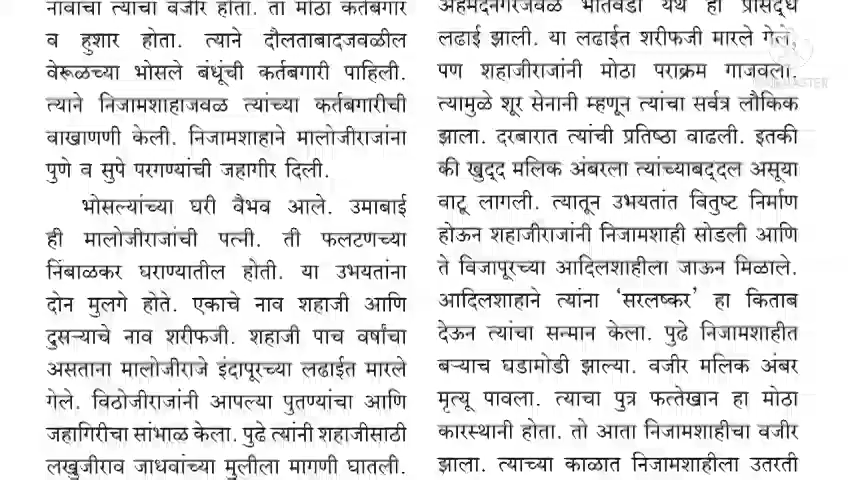 नावाचा त्याचा वजीर होता. तो मोठा कर्तबगार
व हुशार होता. त्याने दौलताबादजवळील
वेरूळच्या भोसले बंधूंची कर्तबगारी पाहिली.
त्याने निजामशाहाजवळ त्यांच्या कर्तबगारीची
वाखाणणी केली. निजामशाहाने मालोजीराजांना
पुणे व सुपे परगण्यांची जहागीर दिली.
भोसल्यांच्या घरी वैभव आले. उमाबाई
ही मालोजीराजांची पत्नी. ती फलटणच्या
निंबाळकर घराण्यातील होती. या उभयतांना
दोन मुलगे होते. एकाचे नाव शहाजी आणि
दुसऱ्याचे नाव शरीफजी. शहाजी पाच वर्षांचा
असताना मालोजीराजे इंदापूरच्या लढाईत मारले
गेले. विठोजीराजांनी आपल्या पुतण्यांचा आणि
जहागिरीचा सांभाळ केला. पुढे त्यांनी शहाजीसाठी
लखुजीराव जाधवांच्या मुलीला मागणी घातली.
अहमदनगरजवळ भातवडी येथे ही प्रसिद्ध
लढाई झाली. या लढाईत शरीफजी मारले गेले,
पण शहाजीराजांनी मोठा पराक्रम गाजवला.
त्यामुळे शूर सेनानी म्हणून त्यांचा सर्वत्र लौकिक
झाला. दरबारात त्यांची प्रतिष्ठा वाढली. इतकी
की खुद्द मलिक अंबरला त्यांच्याबद्दल असूया
वाटू लागली. त्यातून उभयतांत वितुष्ट निर्माण
होऊन शहाजीराजांनी निजामशाही सोडली आणि
ते विजापूरच्या आदिलशाहीला जाऊन मिळाले.
आदिलशाहाने त्यांना ‘सरलष्कर’ हा किताब
देऊन त्यांचा सन्मान केला. पुढे निजामशाहीत
बऱ्याच घडामोडी झाल्या. वजीर मलिक अंबर
मृत्यू पावला. त्याचा पुत्र फत्तेखान हा मोठा
कारस्थानी होता. तो आता निजामशाहीचा वजीर
झाला. त्याच्या काळात निजामशाहीला उतरती